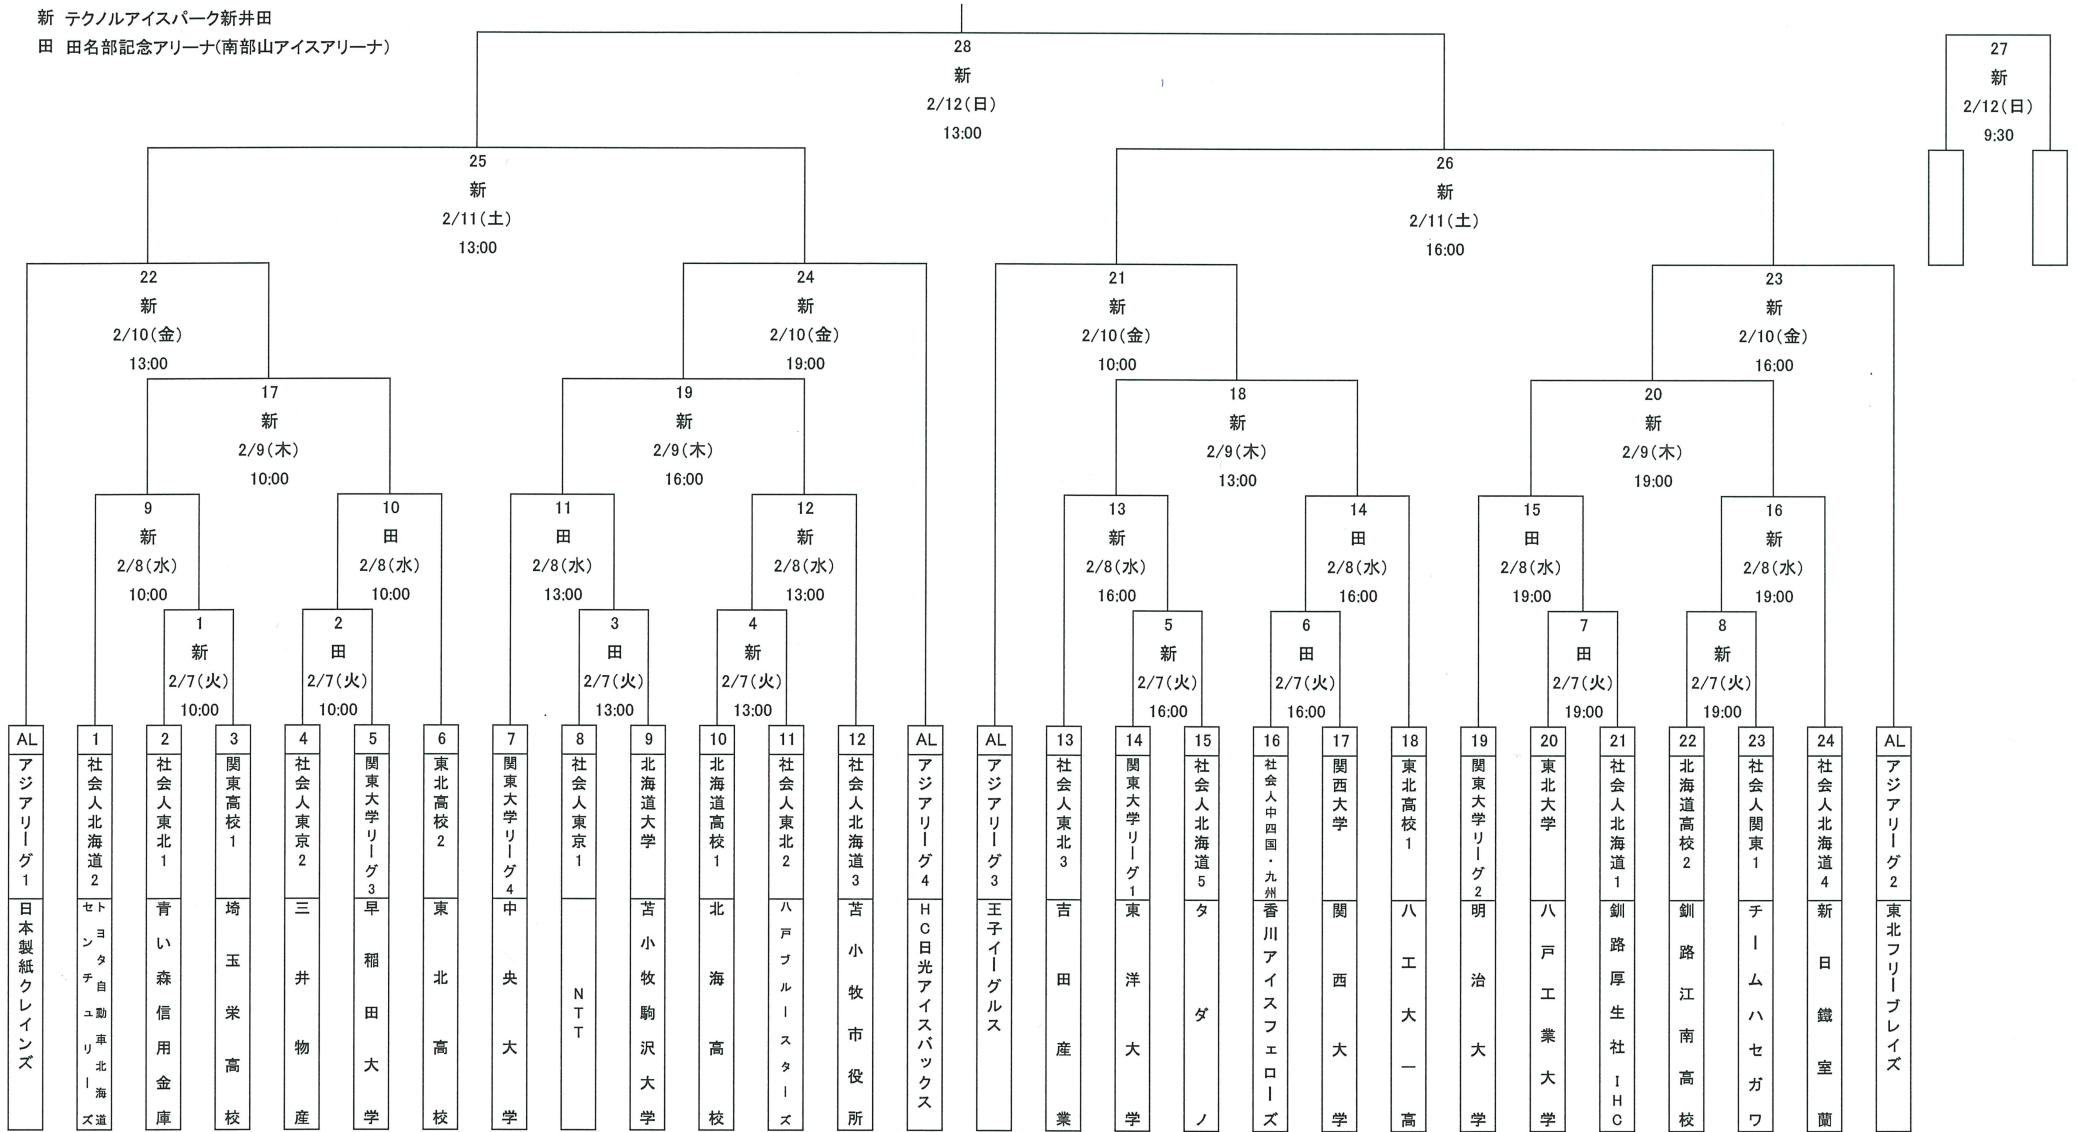 新 テクノルアイスパーク新井田
田 田名部記念アリーナ(南部山アイスアリーナ)
28
新
2/12(日)
13:00
27
新
2/12(日)
9:30
25
新
2/11(土)
13:00
26
新
2/11(土)
16:00
22
新
2/10(金)
13:00
24
新
2/10(金)
19:00
21
新
2/10(金)
10:00
23
新
2/10(金)
16:00
17
新
2/9(木)
10:00
19
新
2/9(木)
16:00
18
新
2/9(木)
13:00
20
新
2/9(木)
19:00
9
新
2/8(水)
10:00
10
田
2/8(水)
10:00
11
田
2/8(水)
13:00
12
新
2/8(水)
13:00
13
新
2/8(水)
16:00
14
田
2/8(水)
16:00
15
田
2/8(水)
19:00
16
新
2/8(水)
19:00
1
新
2/7(火)
10:00
2
田
2/7(火)
10:00
3
田
2/7(火)
13:00
4
新
2/7(火)
13:00
5
新
2/7(火)
16:00
6
田
2/7(火)
16:00
7
田
2/7(火)
19:00
8
新
2/7(火)
19:00
AL
アジアリーグ1
日本製紙クレインズ
1
社会人北海道2
トヨタ自動車北海道
センチュリーズ
2
社会人東北1
青い森信用金庫
3
関東高校1
埼玉栄高校
4
社会人東京2
三井物産
5
関東大学リーグ3
早稲田大学
6
東北高校2
東北高校
7
関東大学リーグ4
中央大学
8
社会人東京1
NTT
9
北海道大学
苫小牧駒沢大学
10
北海道高校1
北海高校
11
社会人東北2
八戸ブルースターズ
12
社会人北海道3
苫小牧市役所
AL
アジアリーグ4
HC日光アイスバックス
AL
アジアリーグ3
王子イーグルス
13
社会人東北3
吉田産業
14
関東大学リーグ1
東洋大学
15
社会人北海道5
タダノ
16
社会人中四国・九州
香川アイスフェローズ
17
関西大学
関西大学
18
東北高校1
八工大一高
19
関東大学リーグ2
明治大学
20
東北大学
八戸工業大学
21
社会人北海道1
釧路厚生社IHC
22
北海道高校2
釧路江南高校
23
社会人関東1
チームハセガワ
24
社会人北海道4
新日鐵室蘭
AL
アジアリーグ2
東北フリーブレイズ